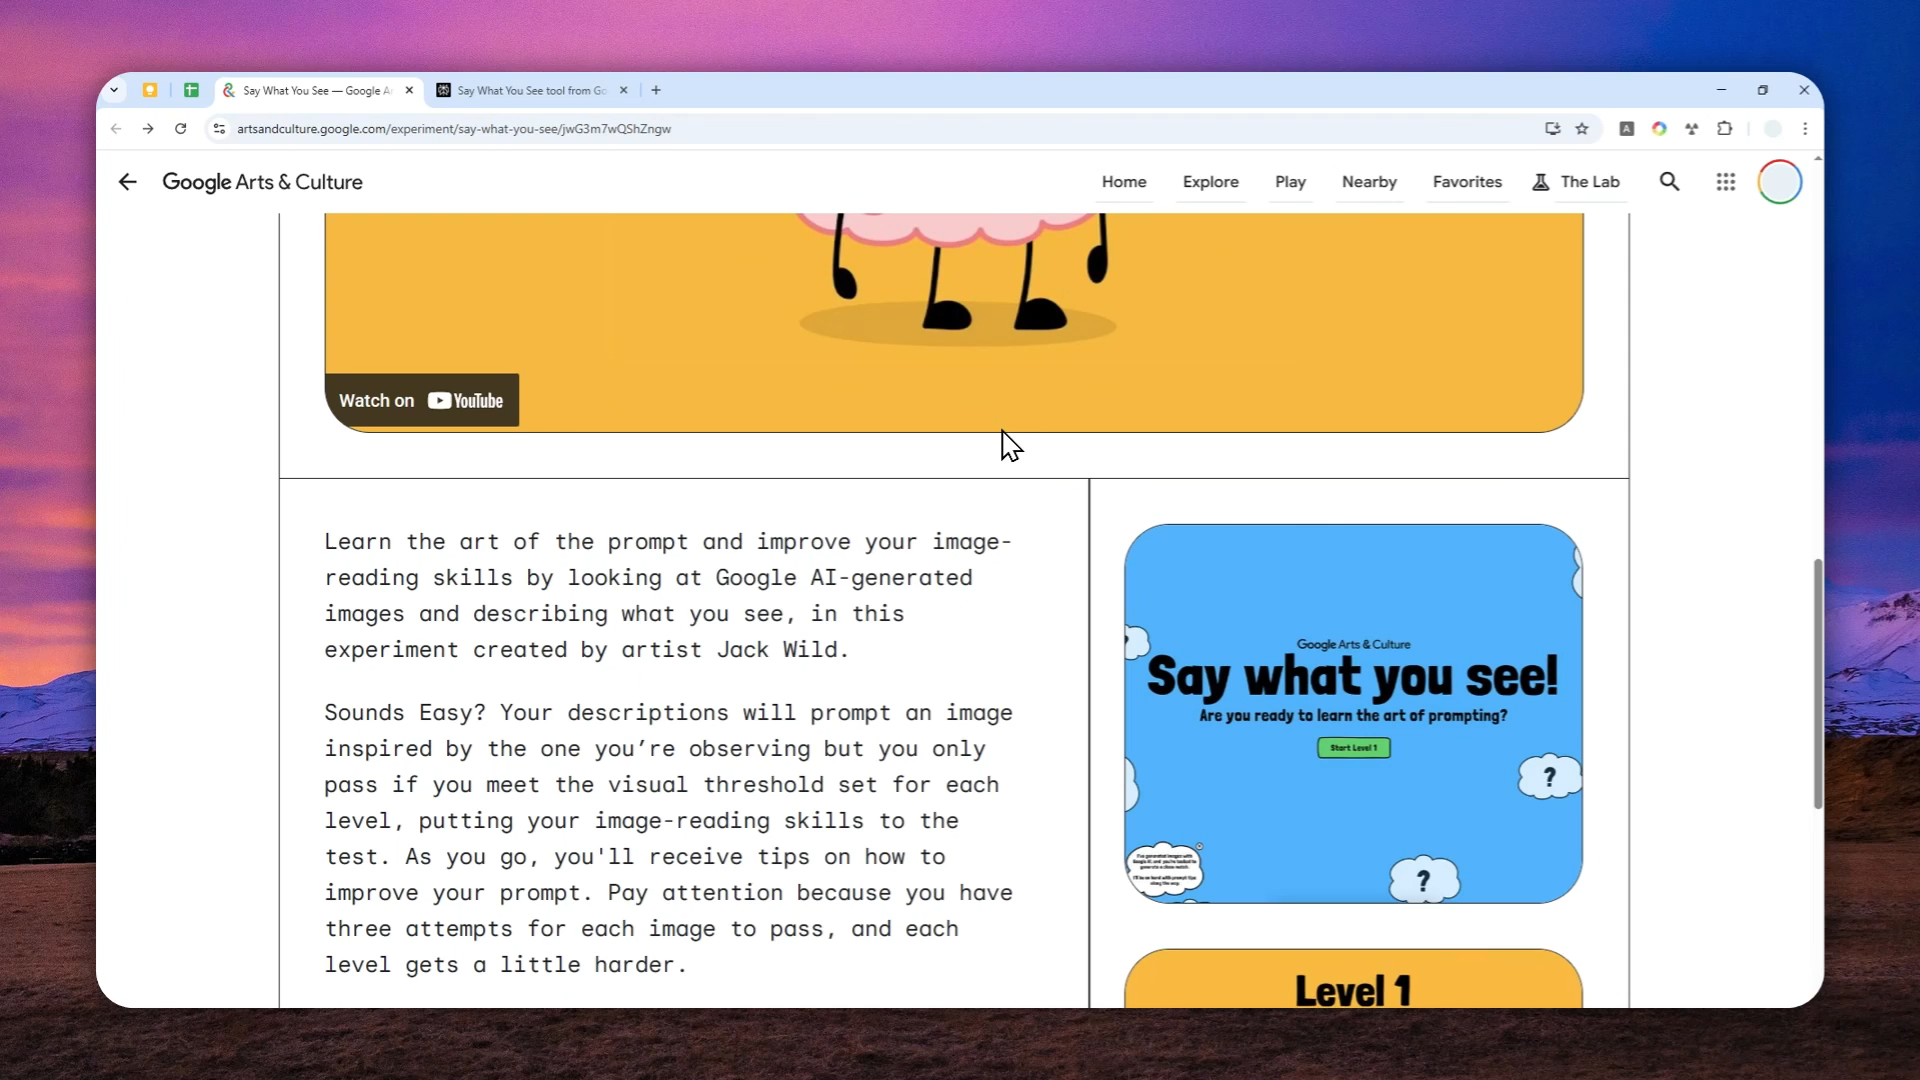 Say What You See — Google A
Say What You See tool from Go
artsandculture.google.com/experiment/say-what-you-see/jwG3m7wQShZngw
Google Arts & Culture
Home
Explore
Play
Nearby
Favorites
The Lab
Watch on YouTube
Learn the art of the prompt and improve your image-
reading skills by looking at Google AI-generated
images and describing what you see, in this
experiment created by artist Jack Wild.
Sounds Easy? Your descriptions will prompt an image
inspired by the one you’re observing but you only
pass if you meet the visual threshold set for each
level, putting your image-reading skills to the
test. As you go, you'll receive tips on how to
improve your prompt. Pay attention because you have
three attempts for each image to pass, and each
level gets a little harder.
Google Arts & Culture
Say what you see!
Are you ready to learn the art of prompting?
Start Level 1
?
?
Level 1